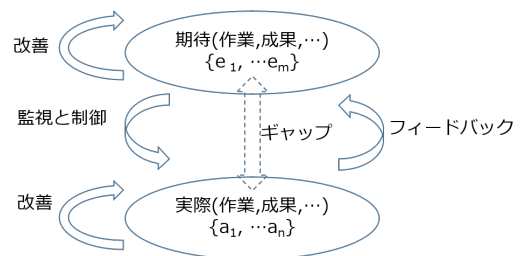 期待(作業,成果,…)
{e 1, …em}
改善
監視と制御
ギャップ
フィードバック
改善
実際(作業,成果,…)
{a1, …an}